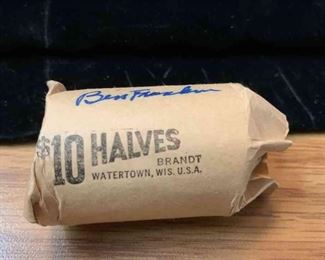 Ben Franklin
$10 HALVES
BRANDT
WATERTOWN, WIS. U.S.A.